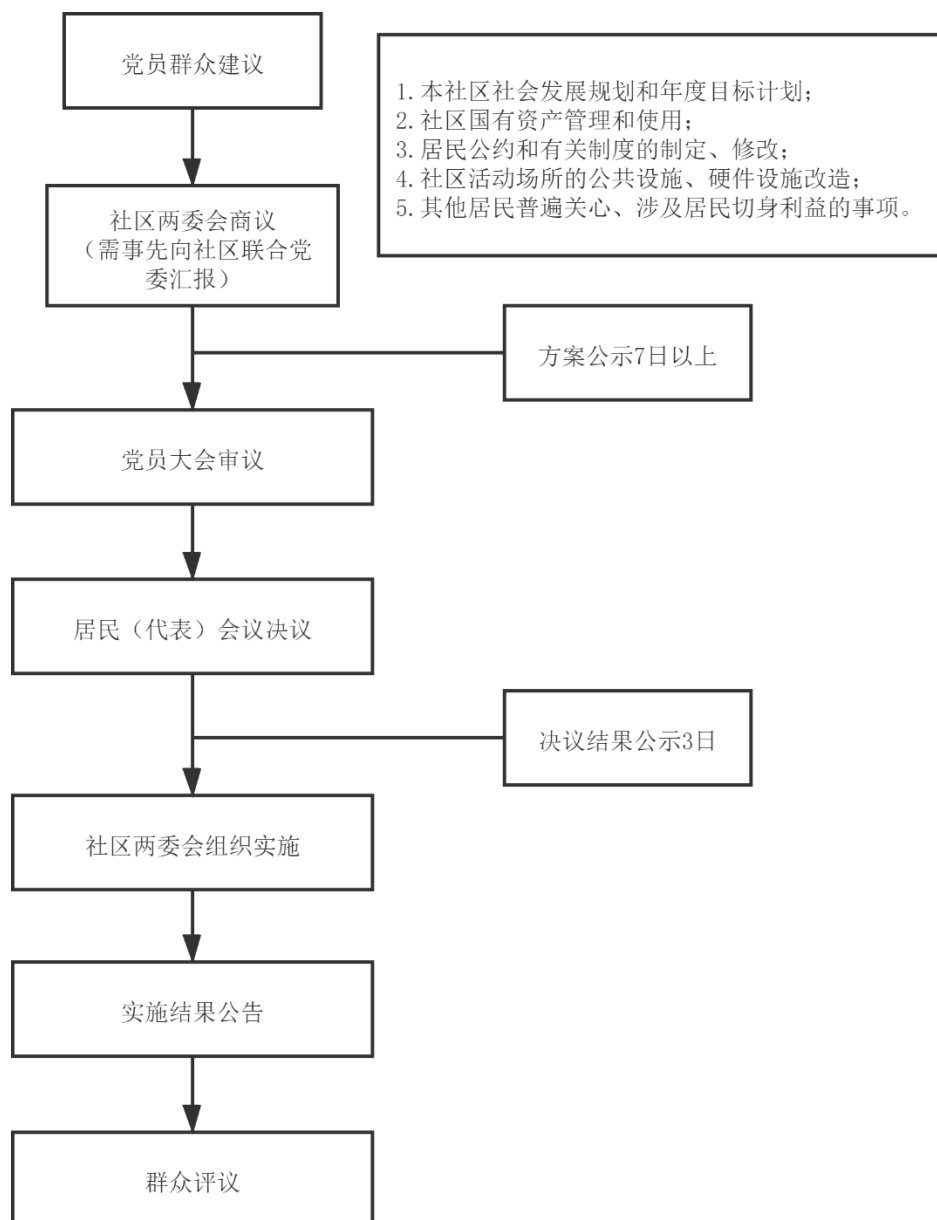 党员群众建议
1.本社区社会发展规划和年度目标计划；
2.社区国有资产管理和使用；
3.居民公约和有关制度的制定、修改；
4.社区活动场所的公共设施、硬件设施改造；
5.其他居民普遍关心、涉及居民切身利益的事项。
社区两委会商议
（需事先向社区联合党
委汇报）
方案公示7日以上
党员大会审议
居民（代表）会议决议
决议结果公示3日
社区两委会组织实施
实施结果公告
群众评议